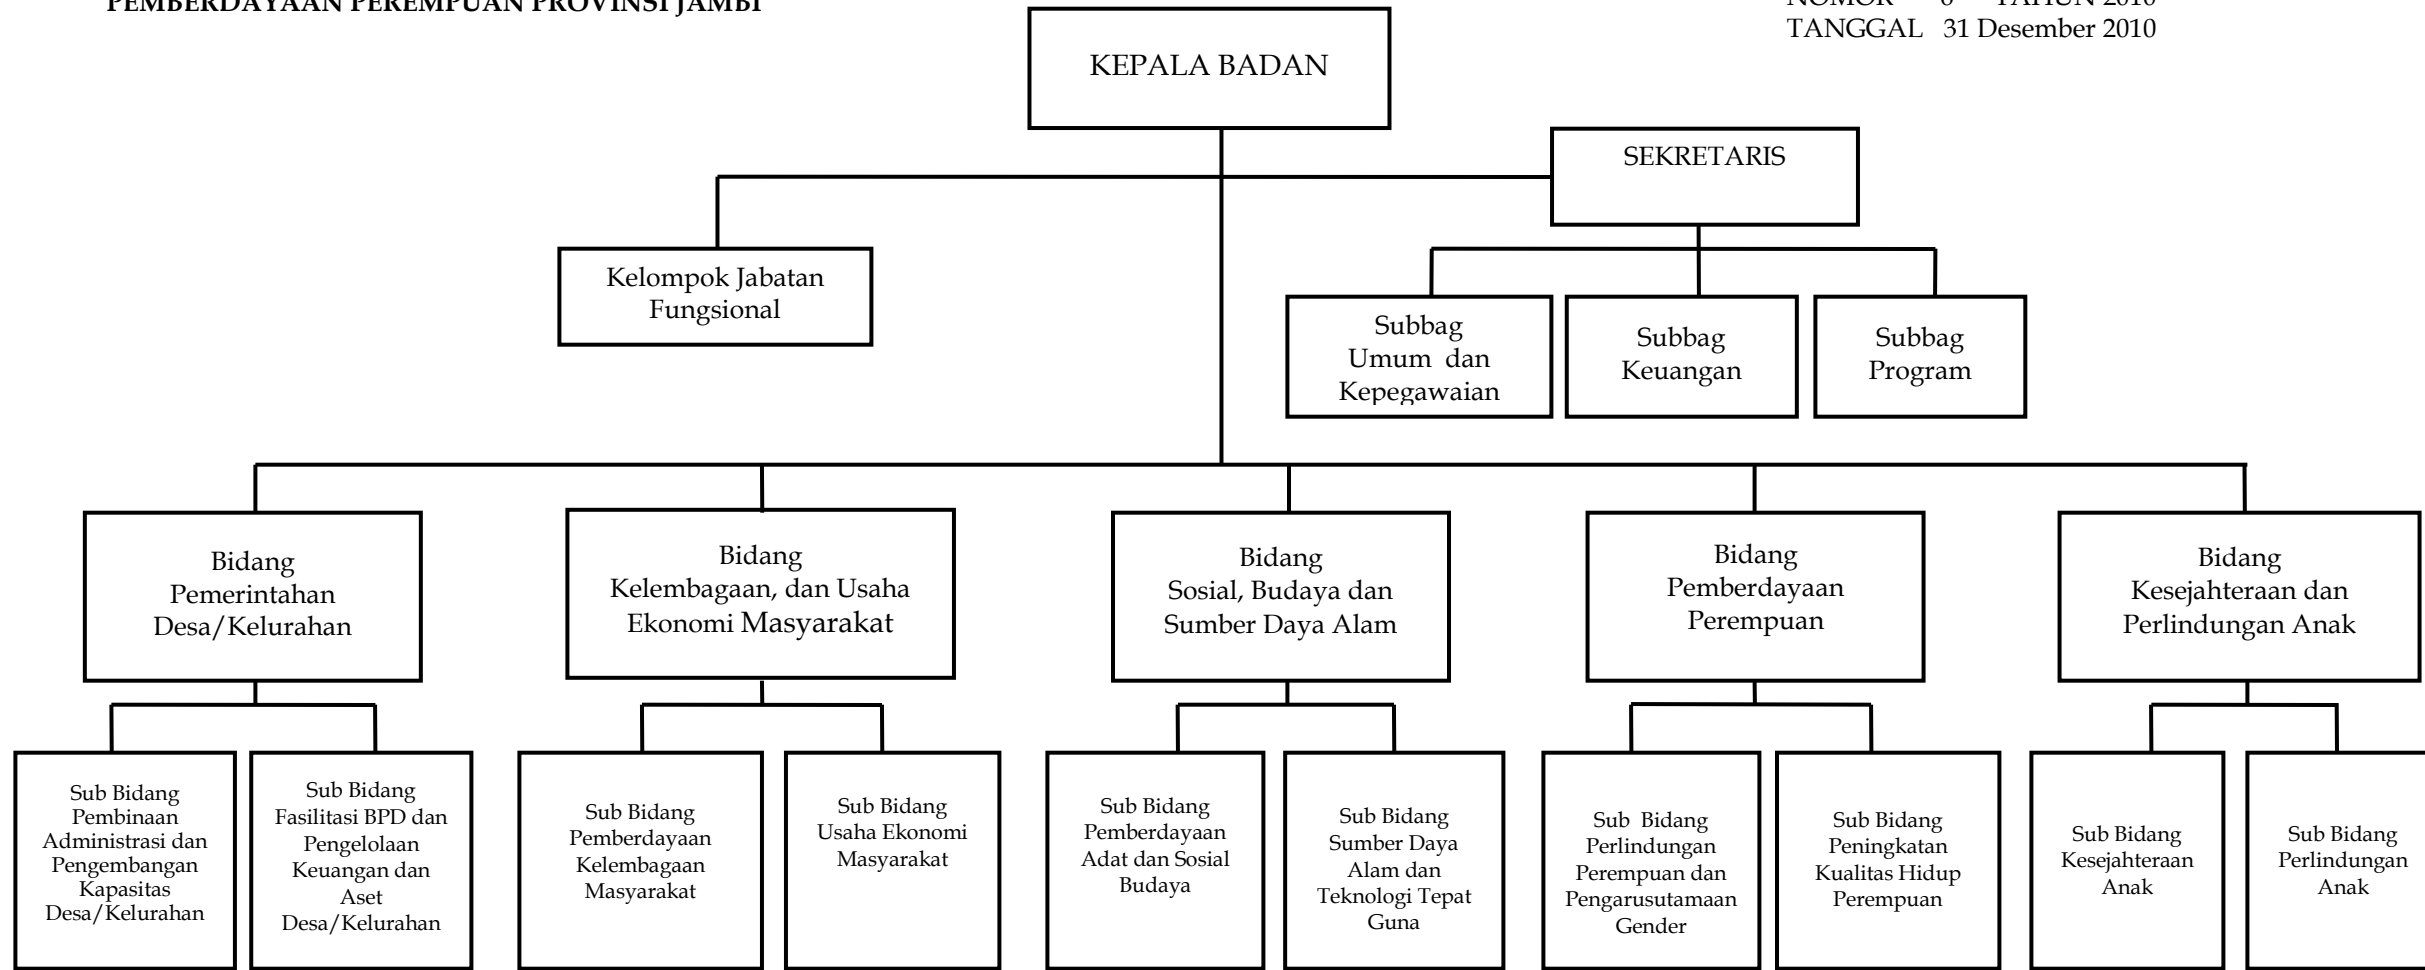 PEMBERDAYAAN PEREMPUAN PROVINSI JAMBI
NOMOR 6 TAHUN 2010
TANGGAL 31 Desember 2010
KEPALA BADAN
SEKRETARIS
Kelompok Jabatan
Fungsional
Subbag
Umum dan
Kepegawaian
Subbag
Keuangan
Subbag
Program
Bidang
Pemerintahan
Desa/Kelurahan
Bidang
Kelembagaan, dan Usaha
Ekonomi Masyarakat
Bidang
Sosial, Budaya dan
Sumber Daya Alam
Bidang
Pemberdayaan
Perempuan
Bidang
Kesejahteraan dan
Perlindungan Anak
Sub Bidang
Pembinaan
Administrasi dan
Pengembangan
Kapasitas
Desa/Kelurahan
Sub Bidang
Fasilitasi BPD dan
Pengelolaan
Keuangan dan
Aset
Desa/Kelurahan
Sub Bidang
Pemberdayaan
Kelembagaan
Masyarakat
Sub Bidang
Usaha Ekonomi
Masyarakat
Sub Bidang
Pemberdayaan
Adat dan Sosial
Budaya
Sub Bidang
Sumber Daya
Alam dan
Teknologi Tepat
Guna
Sub Bidang
Perlindungan
Perempuan dan
Pengarusutamaan
Gender
Sub Bidang
Peningkatan
Kualitas Hidup
Perempuan
Sub Bidang
Kesejahteraan
Anak
Sub Bidang
Perlindungan
Anak